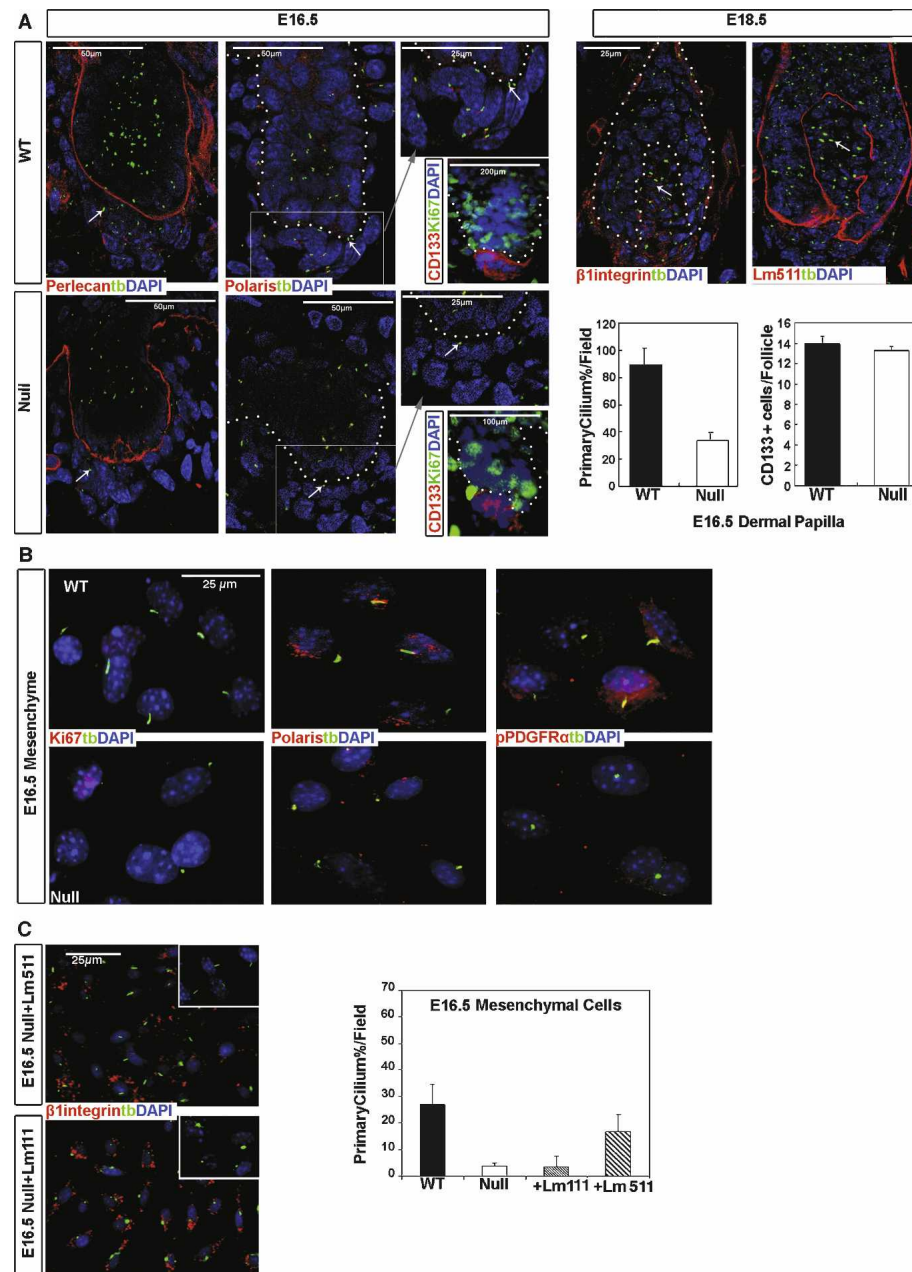 A
E16.5
E18.5
WT
50µm
50µm
25µm
25µm
200µm
CD133Ki67DAPI
PerlecantbDAPI
PolaristbDAPI
β1integrintbDAPI
Lm511tbDAPI
Null
50µm
50µm
25µm
100µm
CD133Ki67DAPI
PrimaryCilium%/Field
120
100
80
60
40
20
0
WT
Null
CD133 + cells/Follicle
16
14
12
10
8
6
4
2
0
WT
Null
E16.5 Dermal Papilla
B
E16.5 Mesenchyme
WT
25 µm
Ki67tbDAPI
PolaristbDAPI
pPDGFRαtbDAPI
Null
C
E16.5 Null+Lm511
25µm
β1integrintbDAPI
E16.5 Null+Lm111
E16.5 Mesenchymal Cells
PrimaryCilium%/Field
70
60
50
40
30
20
10
0
WT
Null
+Lm111
+Lm 511